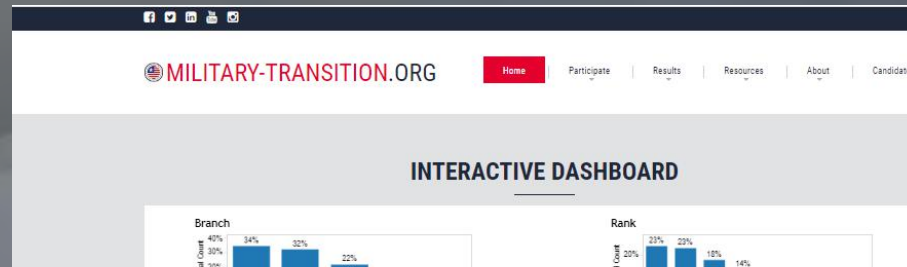 MILITARY-TRANSITION.ORG
Home Participate Results Resources About
INTERACTIVE DASHBOARD
Branch
Rank
40% 34% 32%
30% 22%
23% 23%
20% 18% 14%